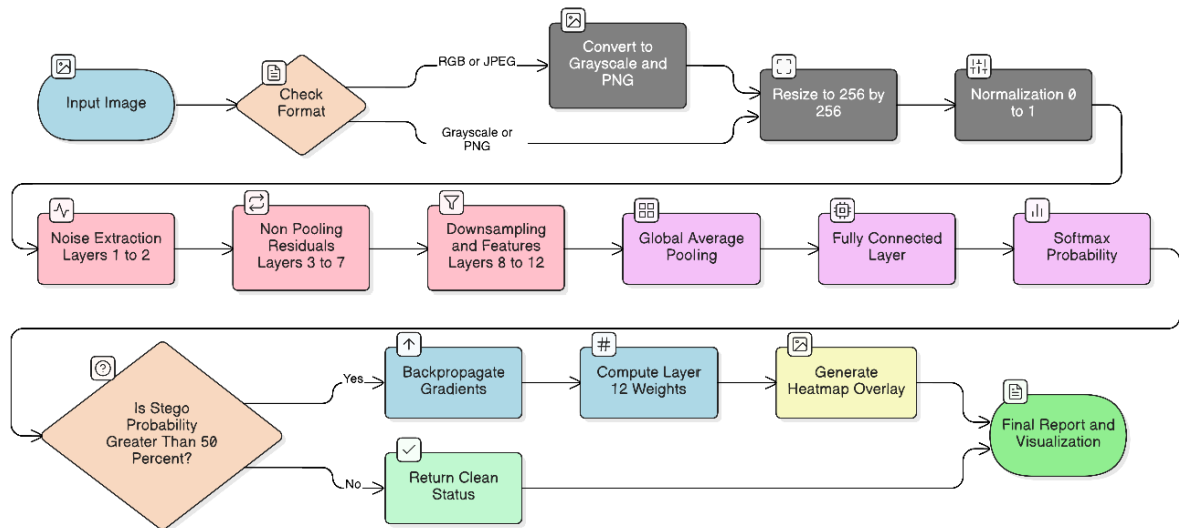 Input Image
Check
Format
RGB or JPEG
Grayscale or
PNG
Convert to
Grayscale and
PNG
Resize to 256 by
256
Normalization 0
to 1
Noise Extraction
Layers 1 to 2
Non Pooling
Residuals
Layers 3 to 7
Downsampling
and Features
Layers 8 to 12
Global Average
Pooling
Fully Connected
Layer
Softmax
Probability
Is Stego
Probability
Greater Than 50
Percent?
Yes
Backpropagate
Gradients
Compute Layer
12 Weights
Generate
Heatmap Overlay
No
Return Clean
Status
Final Report and
Visualization